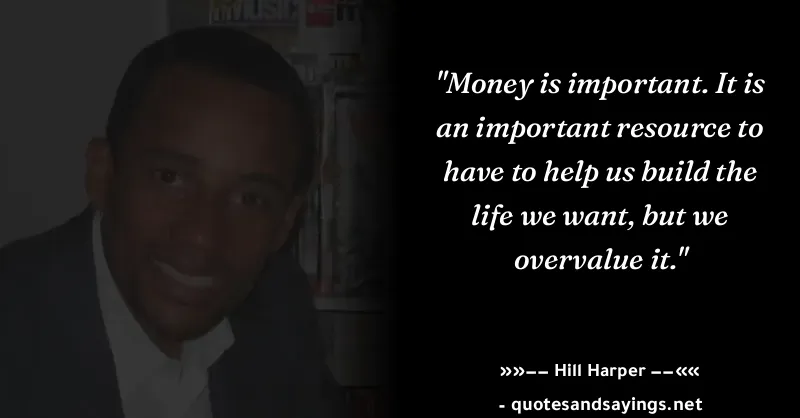 MUSIC
"Money is important. It is
an important resource to
have to help us build the
life we want, but we
overvalue it."
»»−− Hill Harper −−««
- quotesandsayings.net